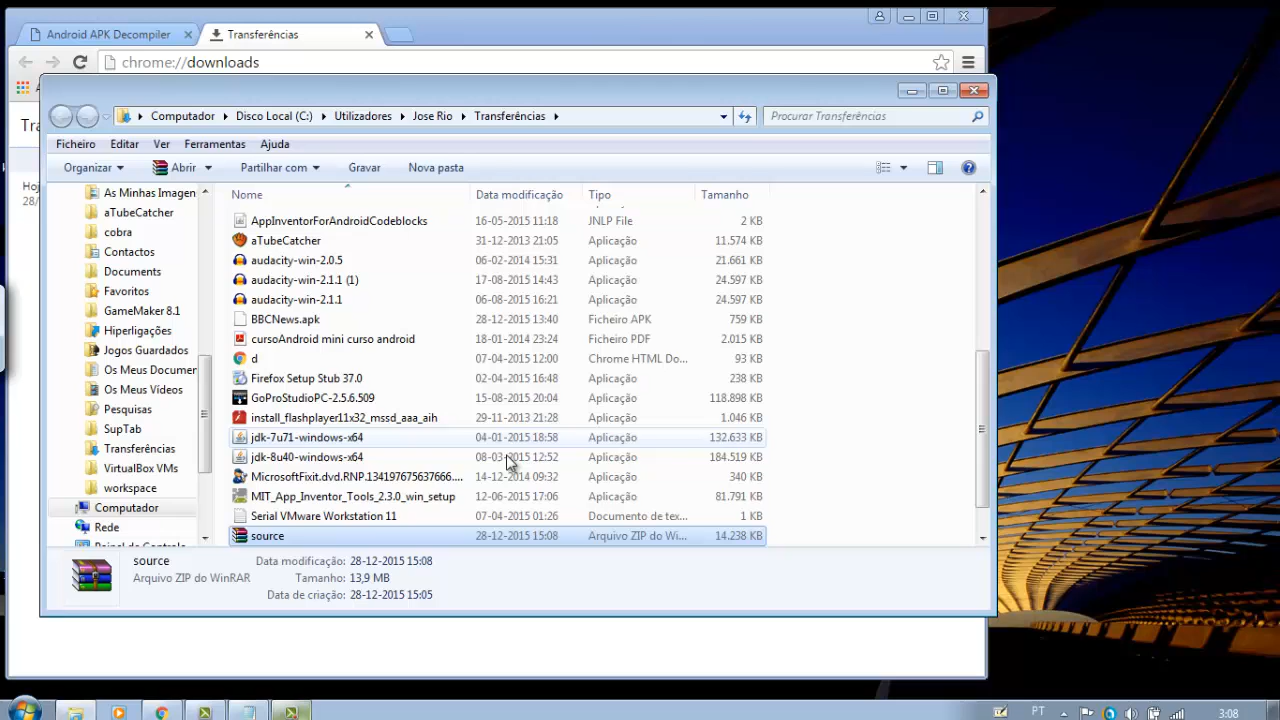 Android APK Decompiler
Transferências
chrome://downloads
Computador Disco Local (C:) Utilizadores Jose Rio Transferências
Procurar Transferências
Ficheiro Editar Ver Ferramentas Ajuda
Organizar Abrir Partilhar com Gravar Nova pasta
Hoj
28/
As Minhas Imagen
aTubeCatcher
cobra
Contactos
Documents
Favoritos
GameMaker 8.1
Hiperligações
Jogos Guardados
Os Meus Documer
Os Meus Vídeos
Pesquisas
SupTab
Transferências
VirtualBox VMs
workspace
Computador
Rede
Nome Data modificação Tipo Tamanho
AppInventorForAndroidCodeblocks 16-05-2015 11:18 JNLP File 2 KB
aTubeCatcher 31-12-2013 21:05 Aplicação 11.574 KB
audacity-win-2.0.5 06-02-2014 15:31 Aplicação 21.661 KB
audacity-win-2.1.1 (1) 17-08-2015 14:43 Aplicação 24.597 KB
audacity-win-2.1.1 06-08-2015 16:21 Aplicação 24.597 KB
BBCNews.apk 28-12-2015 13:40 Ficheiro APK 759 KB
cursoAndroid mini curso android 18-01-2014 23:24 Ficheiro PDF 2.015 KB
d 07-04-2015 12:00 Chrome HTML Do... 93 KB
Firefox Setup Stub 37.0 02-04-2015 16:48 Aplicação 238 KB
GoProStudioPC-2.5.6.509 15-08-2015 20:04 Aplicação 118.898 KB
install_flashplayer11x32_mssd_aaa_aih 29-11-2013 21:28 Aplicação 1.046 KB
jdk-7u71-windows-x64 04-01-2015 18:58 Aplicação 132.633 KB
jdk-8u40-windows-x64 08-03-2015 12:52 Aplicação 184.519 KB
MicrosoftFixit.dvd.RNP.134197675637666.... 14-12-2014 09:32 Aplicação 340 KB
MIT_App_Inventor_Tools_2.3.0_win_setup 12-06-2015 17:06 Aplicação 81.791 KB
Serial VMware Workstation 11 07-04-2015 01:26 Documento de tex... 1 KB
source 28-12-2015 15:08 Arquivo ZIP do Wi... 14.238 KB
source Data modificação: 28-12-2015 15:08
Arquivo ZIP do WinRAR Tamanho: 13,9 MB
Data de criação: 28-12-2015 15:05
PT 3:08